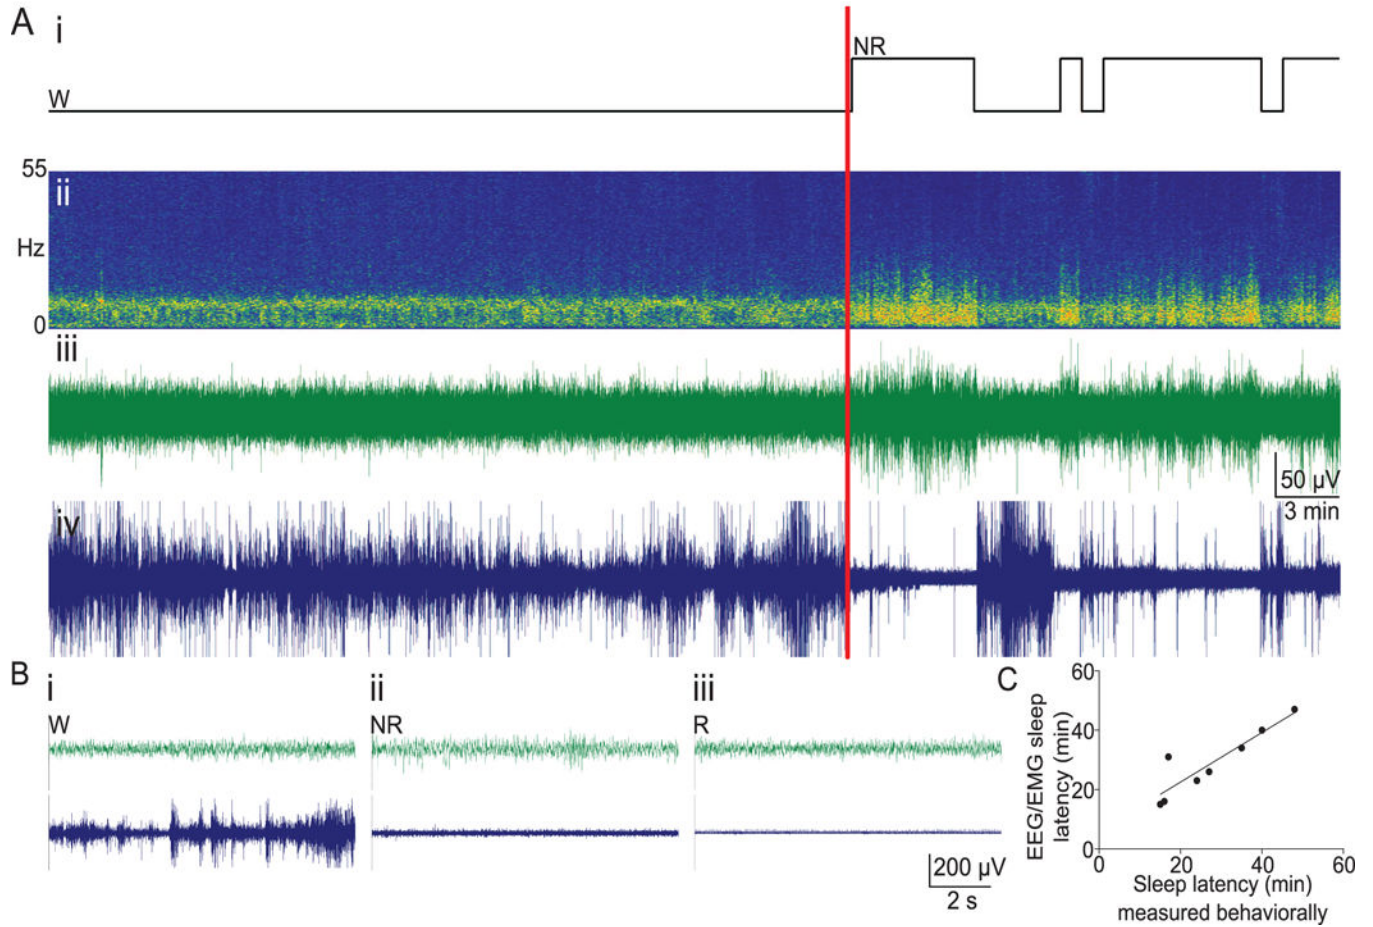 A
i
NR
W
55
ii
Hz
0
iii
50 µV
3 min
iv
B
i
ii
iii
W
NR
R
200 µV
2 s
C
60
40
20
0
EEG/EMG sleep
latency (min)
0 20 40 60
Sleep latency (min)
measured behaviorally